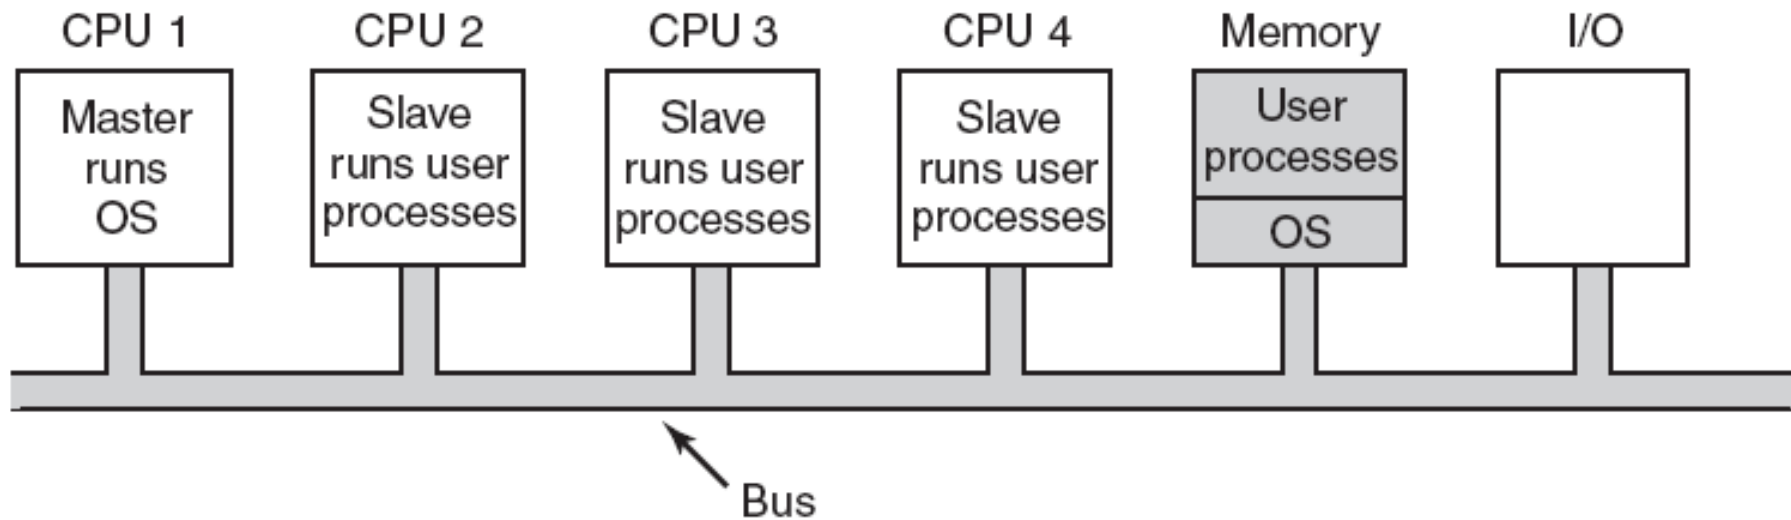 CPU 1
CPU 2
CPU 3
CPU 4
Memory
I/O
Master
runs
OS
Slave
runs user
processes
Slave
runs user
processes
Slave
runs user
processes
User
processes
OS
Bus